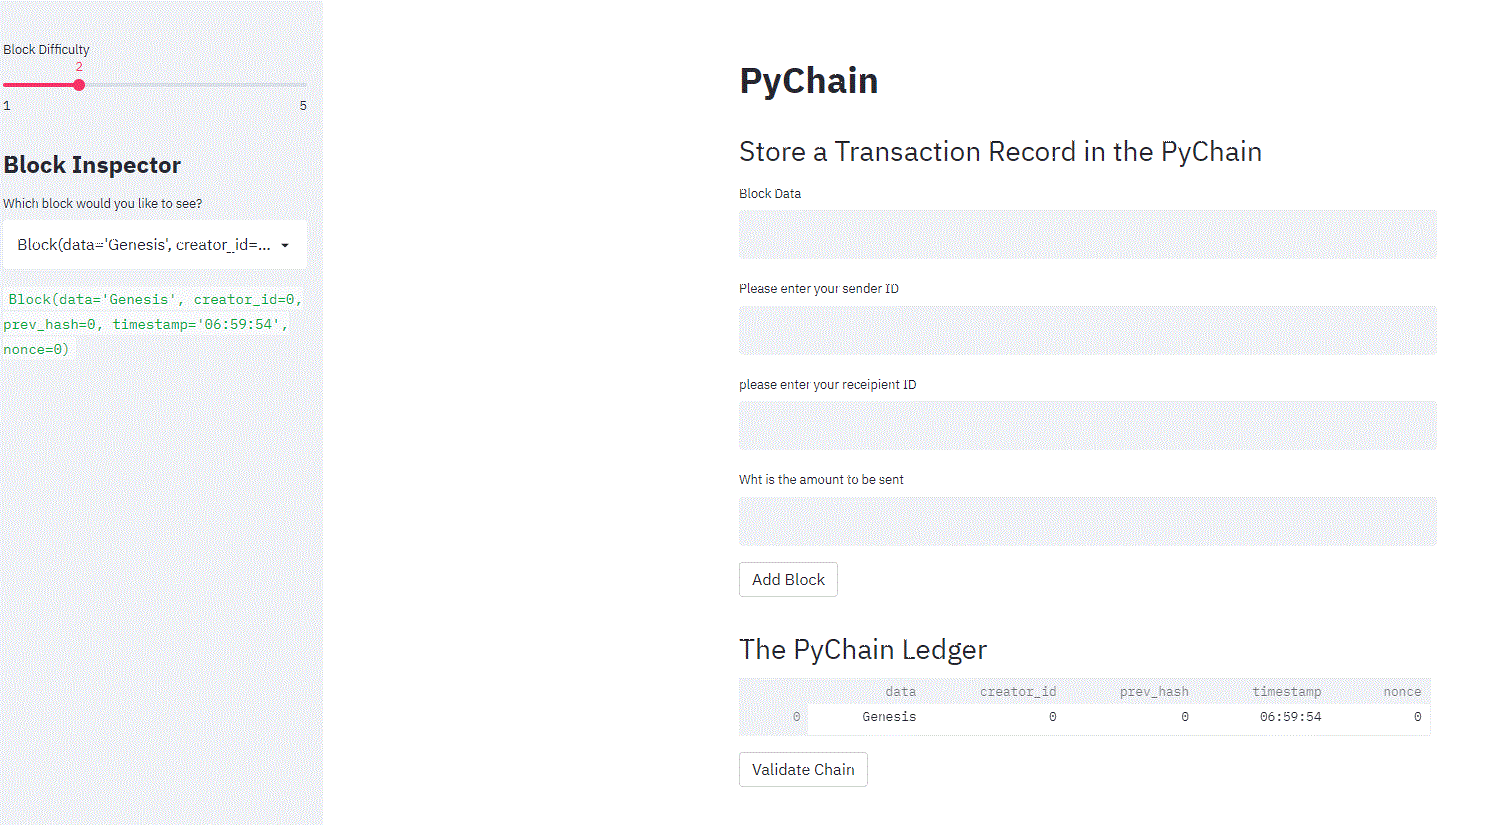 Block Difficulty
2
1 5
Block Inspector
Which block would you like to see?
Block(data='Genesis', creator_id=...
Block(data='Genesis', creator_id=0,
prev_hash=0, timestamp='06:59:54',
nonce=0)
PyChain
Store a Transaction Record in the PyChain
Block Data
Please enter your sender ID
please enter your receipient ID
Wht is the amount to be sent
Add Block
The PyChain Ledger
data creator_id prev_hash timestamp nonce
0 Genesis 0 0 06:59:54 0
Validate Chain